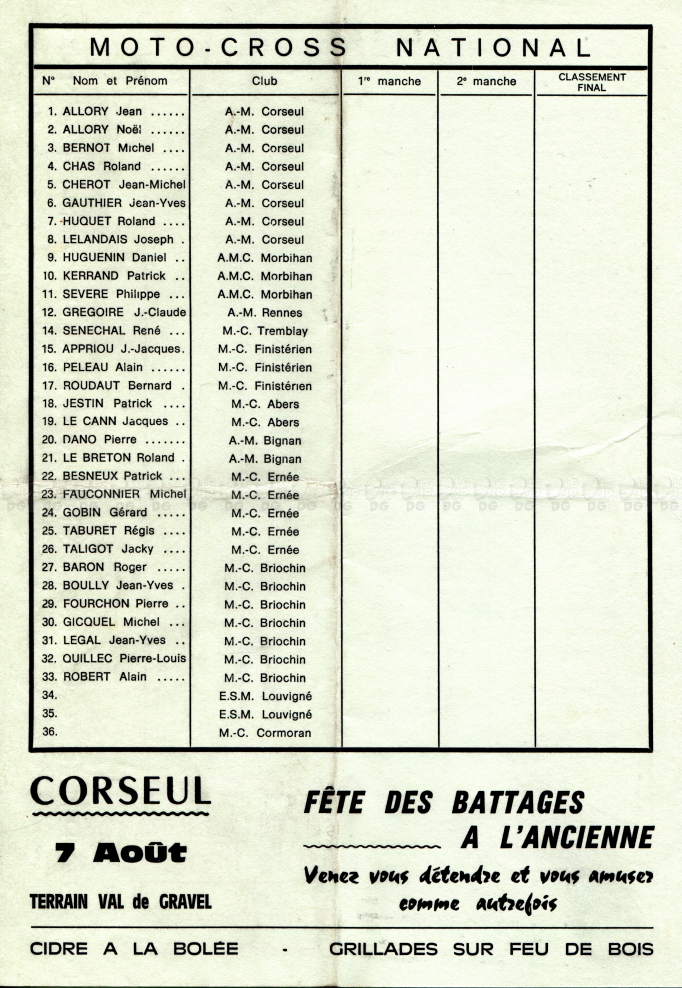 MOTO-CROSS NATIONAL
N° Nom et Prénom Club 1re manche 2e manche CLASSEMENT FINAL
1. ALLORY Jean ...... A.-M. Corseul
2. ALLORY Noël ...... A.-M. Corseul
3. BERNOT Michel .... A.-M. Corseul
4. CHAS Roland ...... A.-M. Corseul
5. CHEROT Jean-Michel A.-M. Corseul
6. GAUTHIER Jean-Yves A.-M. Corseul
7. HUQUET Roland .... A.-M. Corseul
8. LELANDAIS Joseph . A.-M. Corseul
9. HUGUENIN Daniel .. A.M.C. Morbihan
10. KERRAND Patrick .. A.M.C. Morbihan
11. SEVERE Philippe ... A.M.C. Morbihan
12. GREGOIRE J.-Claude A.-M. Rennes
14. SENECHAL René ... M.-C. Tremblay
15. APPRIOU J.-Jacques. M.-C. Finistérien
16. PELEAU Alain ...... M.-C. Finistérien
17. ROUDAUT Bernard . M.-C. Finistérien
18. JESTIN Patrick .... M.-C. Abers
19. LE CANN Jacques .. M.-C. Abers
20. DANO Pierre ....... A.-M. Bignan
21. LE BRETON Roland . A.-M. Bignan
22. BESNEUX Patrick ... M.-C. Ernée
23. FAUCONNIER Michel M.-C. Ernée
24. GOBIN Gérard ..... M.-C. Ernée
25. TABURET Régis .... M.-C. Ernée
26. TALIGOT Jacky .... M.-C. Ernée
27. BARON Roger ..... M.-C. Briochin
28. BOULLY Jean-Yves . M.-C. Briochin
29. FOURCHON Pierre .. M.-C. Briochin
30. GICQUEL Michel ... M.-C. Briochin
31. LEGAL Jean-Yves .. M.-C. Briochin
32. QUILLEC Pierre-Louis M.-C. Briochin
33. ROBERT Alain ..... M.-C. Briochin
34. E.S.M. Louvigné
35. E.S.M. Louvigné
36. M.-C. Cormoran
CORSEUL
7 Août
TERRAIN VAL de GRAVEL
FÊTE DES BATTAGES
A L'ANCIENNE
Venez vous détendre et vous amuser
comme autrefois
CIDRE A LA BOLÉE - GRILLADES SUR FEU DE BOIS